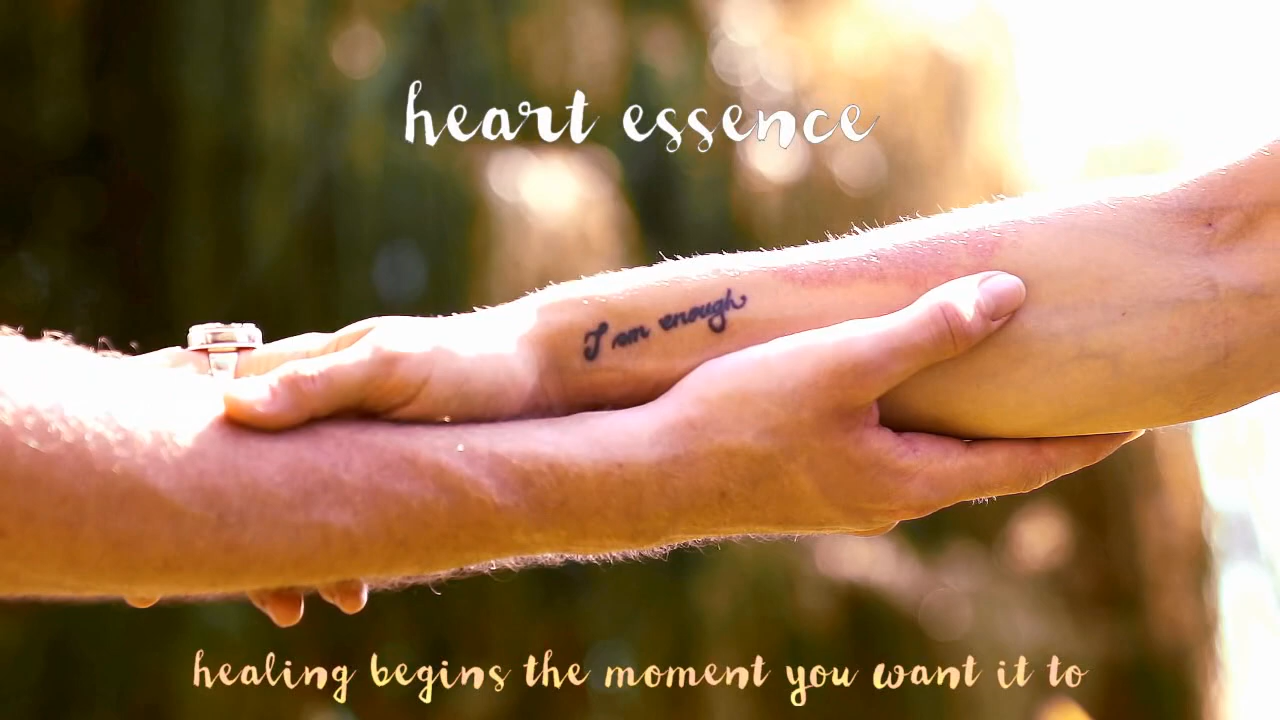 heart essence
I am enough
healing begins the moment you want it to